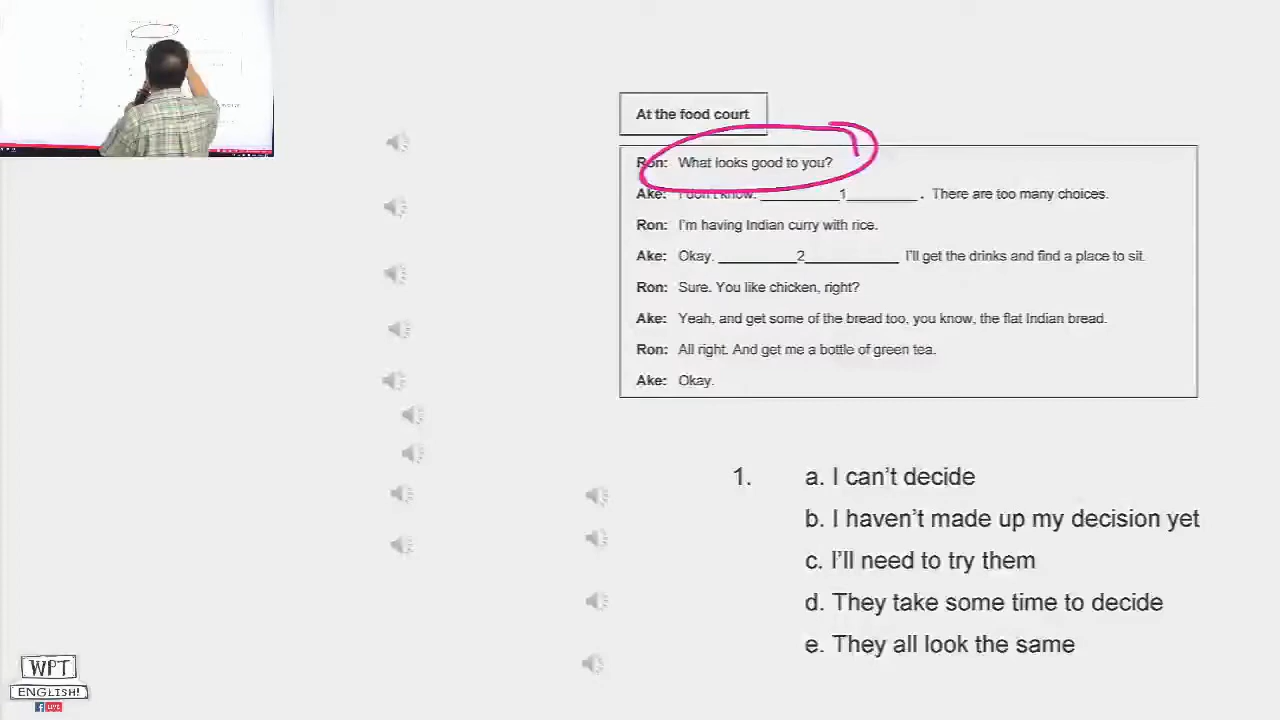 At the food court
Ron: What looks good to you?
Ake: I don't know. __________1________ . There are too many choices.
Ron: I'm having Indian curry with rice.
Ake: Okay. __________2____________ I'll get the drinks and find a place to sit.
Ron: Sure. You like chicken, right?
Ake: Yeah, and get some of the bread too, you know, the flat Indian bread.
Ron: All right. And get me a bottle of green tea.
Ake: Okay.
1. a. I can't decide
b. I haven't made up my decision yet
c. I'll need to try them
d. They take some time to decide
e. They all look the same
WPT
ENGLISH!
f LIVE